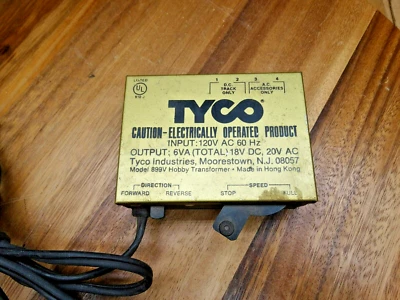 LISTED
UL
1 2 3 4
D.C. TRACK ONLY
A.C. ACCESSORIES ONLY
TYCO®
CAUTION-ELECTRICALLY OPERATED PRODUCT
INPUT: 120V AC 60 Hz
OUTPUT: 6VA (TOTAL) 18V DC, 20V AC
Tyco Industries, Moorestown, N.J. 08057
Model 899V Hobby Transformer • Made in Hong Kong
DIRECTION
FORWARD REVERSE
SPEED
STOP FULL